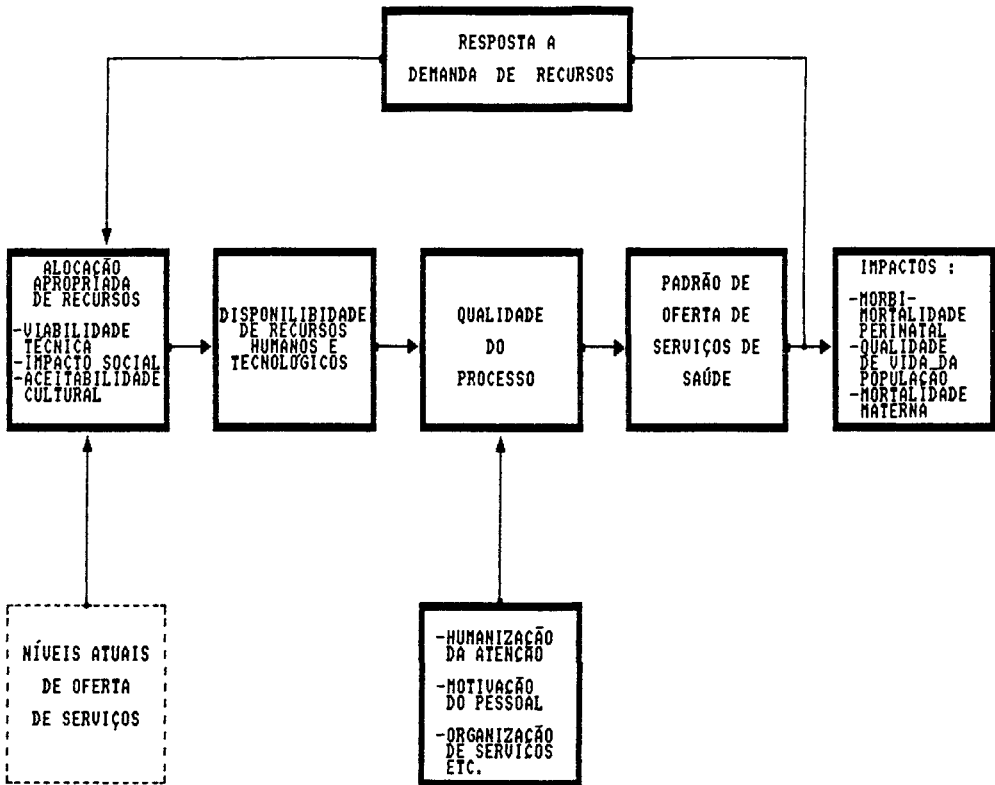 RESPOSTA A
DEMANDA DE RECURSOS
ALOCAÇÃO
APROPRIADA
DE RECURSOS
-VIABILIDADE
TÉCNICA
-IMPACTO SOCIAL
-ACEITABILIDADE
CULTURAL
DISPONILIBIDADE
DE RECURSOS
HUMANOS E
TECNOLÓGICOS
QUALIDADE
DO
PROCESSO
PADRÃO DE
OFERTA DE
SERVIÇOS DE
SAÚDE
IMPACTOS :
-MORBI-
MORTALIDADE
PERINATAL
-QUALIDADE
DE VIDA DA
POPULAÇÃO
-MORTALIDADE
MATERNA
NÍVEIS ATUAIS
DE OFERTA
DE SERVIÇOS
-HUMANIZAÇÃO
DA ATENÇÃO
-MOTIVAÇÃO
DO PESSOAL
-ORGANIZAÇÃO
DE SERVIÇOS
ETC.